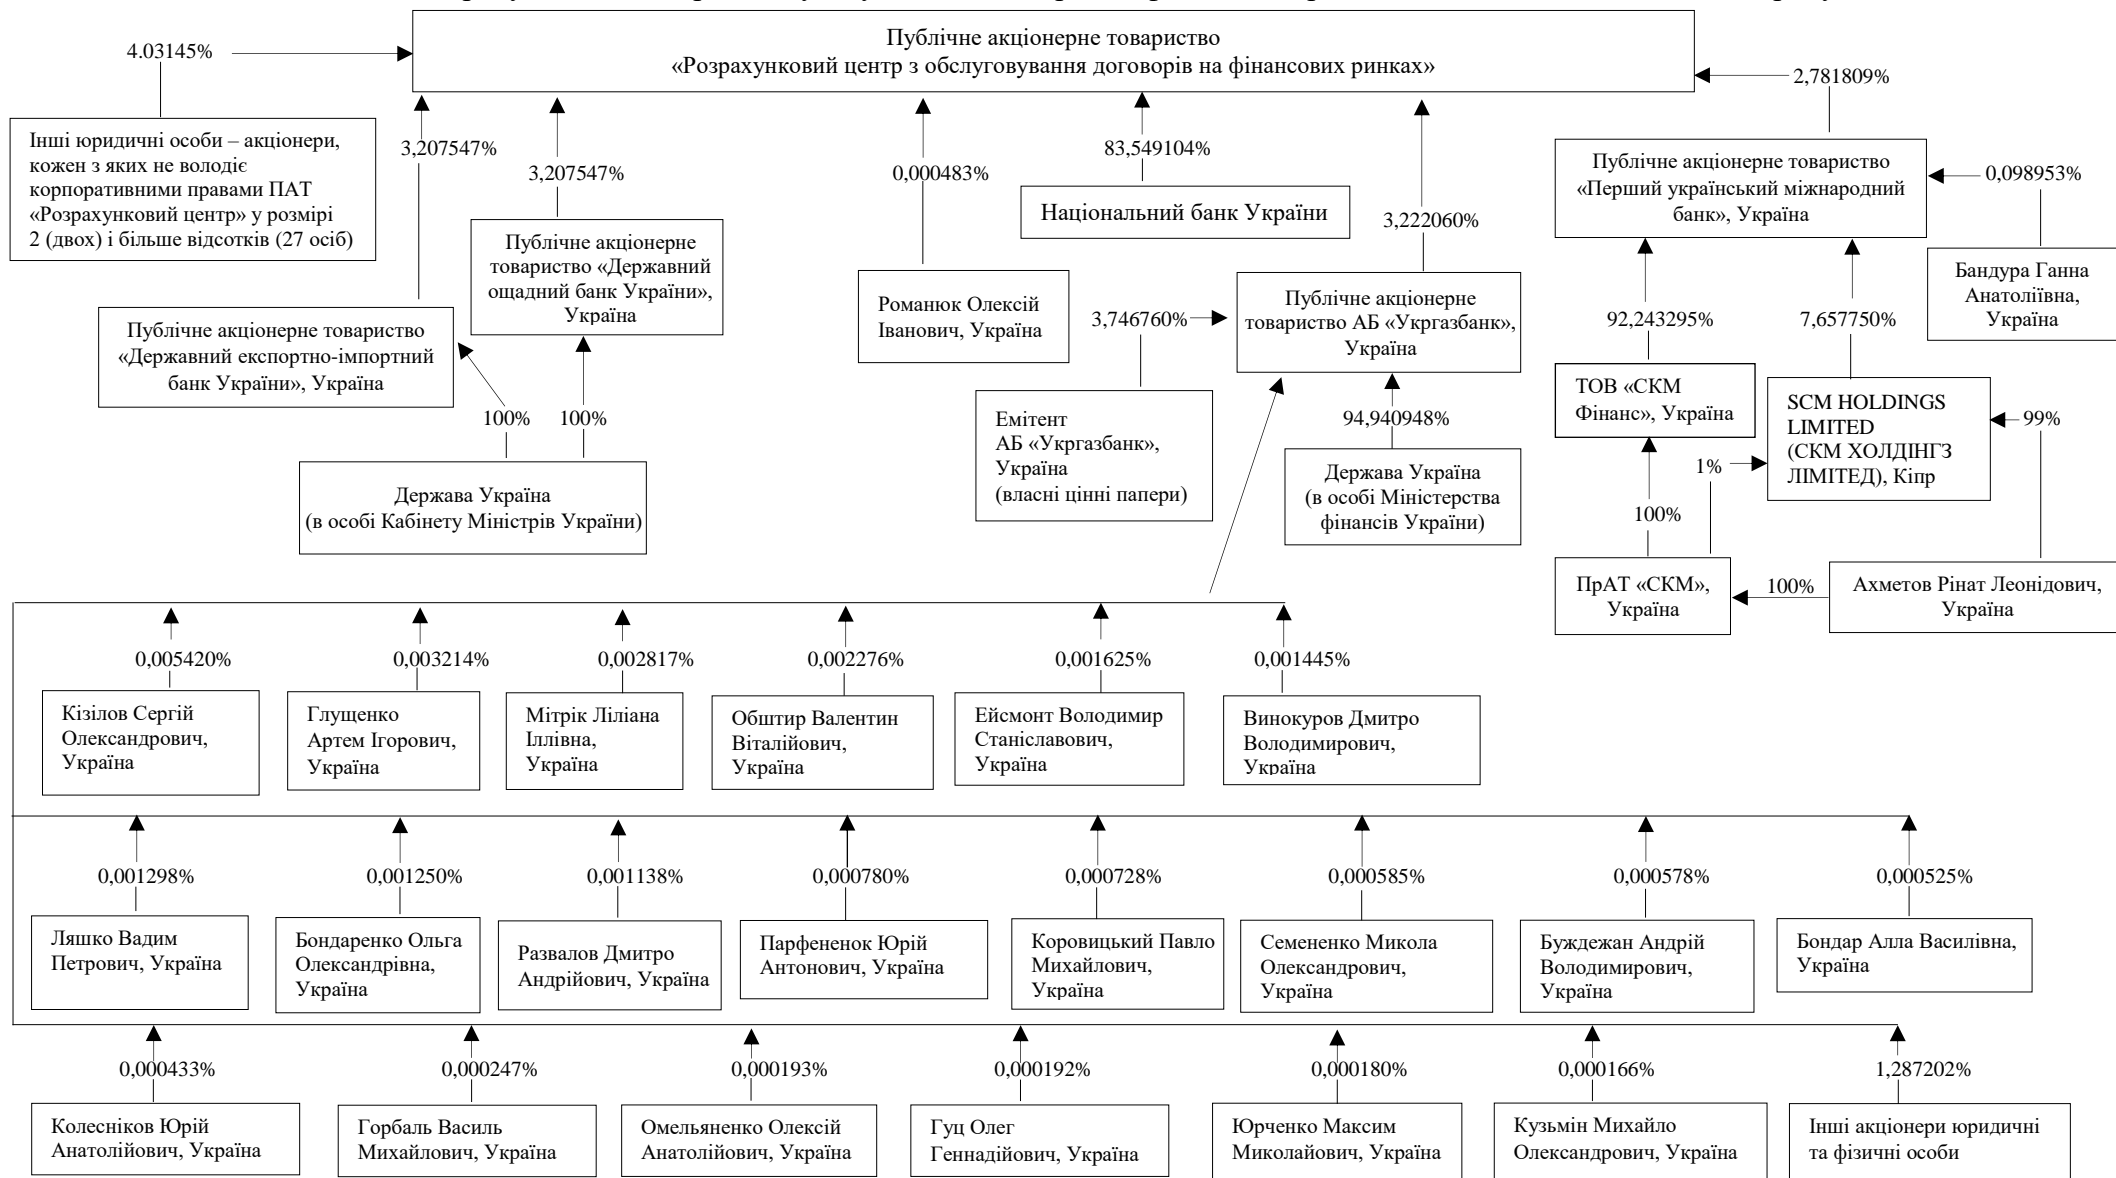 Публічне акціонерне товариство
«Розрахунковий центр з обслуговування договорів на фінансових ринках»
4.03145%
2,781809%
Інші юридичні особи – акціонери,
кожен з яких не володіє
корпоративними правами ПАТ
«Розрахунковий центр» у розмірі
2 (двох) і більше відсотків (27 осіб)
3,207547%
3,207547%
0,000483%
83,549104%
3,222060%
Національний банк України
Публічне акціонерне товариство
«Перший український міжнародний
банк», Україна
0,098953%
Публічне акціонерне
товариство «Державний
ощадний банк України»,
Україна
Романюк Олексій
Іванович, Україна
3,746760%
Публічне акціонерне
товариство АБ «Укргазбанк»,
Україна
Бандура Ганна
Анатоліївна,
Україна
Публічне акціонерне товариство
«Державний експортно-імпортний
банк України», Україна
92,243295%
7,657750%
100%
100%
Емітент
АБ «Укргазбанк»,
Україна
(власні цінні папери)
94,940948%
ТОВ «СКМ
Фінанс», Україна
SCM HOLDINGS
LIMITED
(СКМ ХОЛДІНГЗ
ЛІМІТЕД), Кіпр
99%
1%
Держава Україна
(в особі Кабінету Міністрів України)
Держава Україна
(в особі Міністерства
фінансів України)
100%
ПрАТ «СКМ»,
Україна
100%
Ахметов Рінат Леонідович,
Україна
0,005420%
0,003214%
0,002817%
0,002276%
0,001625%
0,001445%
Кізілов Сергій
Олександрович,
Україна
Глущенко
Артем Ігорович,
Україна
Мітрік Ліліана
Іллівна,
Україна
Обштир Валентин
Віталійович,
Україна
Ейсмонт Володимир
Станіславович,
Україна
Винокуров Дмитро
Володимирович,
Україна
0,001298%
0,001250%
0,001138%
0,000780%
0,000728%
0,000585%
0,000578%
0,000525%
Ляшко Вадим
Петрович, Україна
Бондаренко Ольга
Олександрівна,
Україна
Развалов Дмитро
Андрійович, Україна
Парфененок Юрій
Антонович, Україна
Коровицький Павло
Михайлович,
Україна
Семененко Микола
Олександрович,
Україна
Буждежан Андрій
Володимирович,
Україна
Бондар Алла Василівна,
Україна
0,000433%
0,000247%
0,000193%
0,000192%
0,000180%
0,000166%
1,287202%
Колесніков Юрій
Анатолійович, Україна
Горбаль Василь
Михайлович, Україна
Омельяненко Олексій
Анатолійович, Україна
Гуц Олег
Геннадійович, Україна
Юрченко Максим
Миколайович, Україна
Кузьмін Михайло
Олександрович, Україна
Інші акціонери юридичні
та фізичні особи